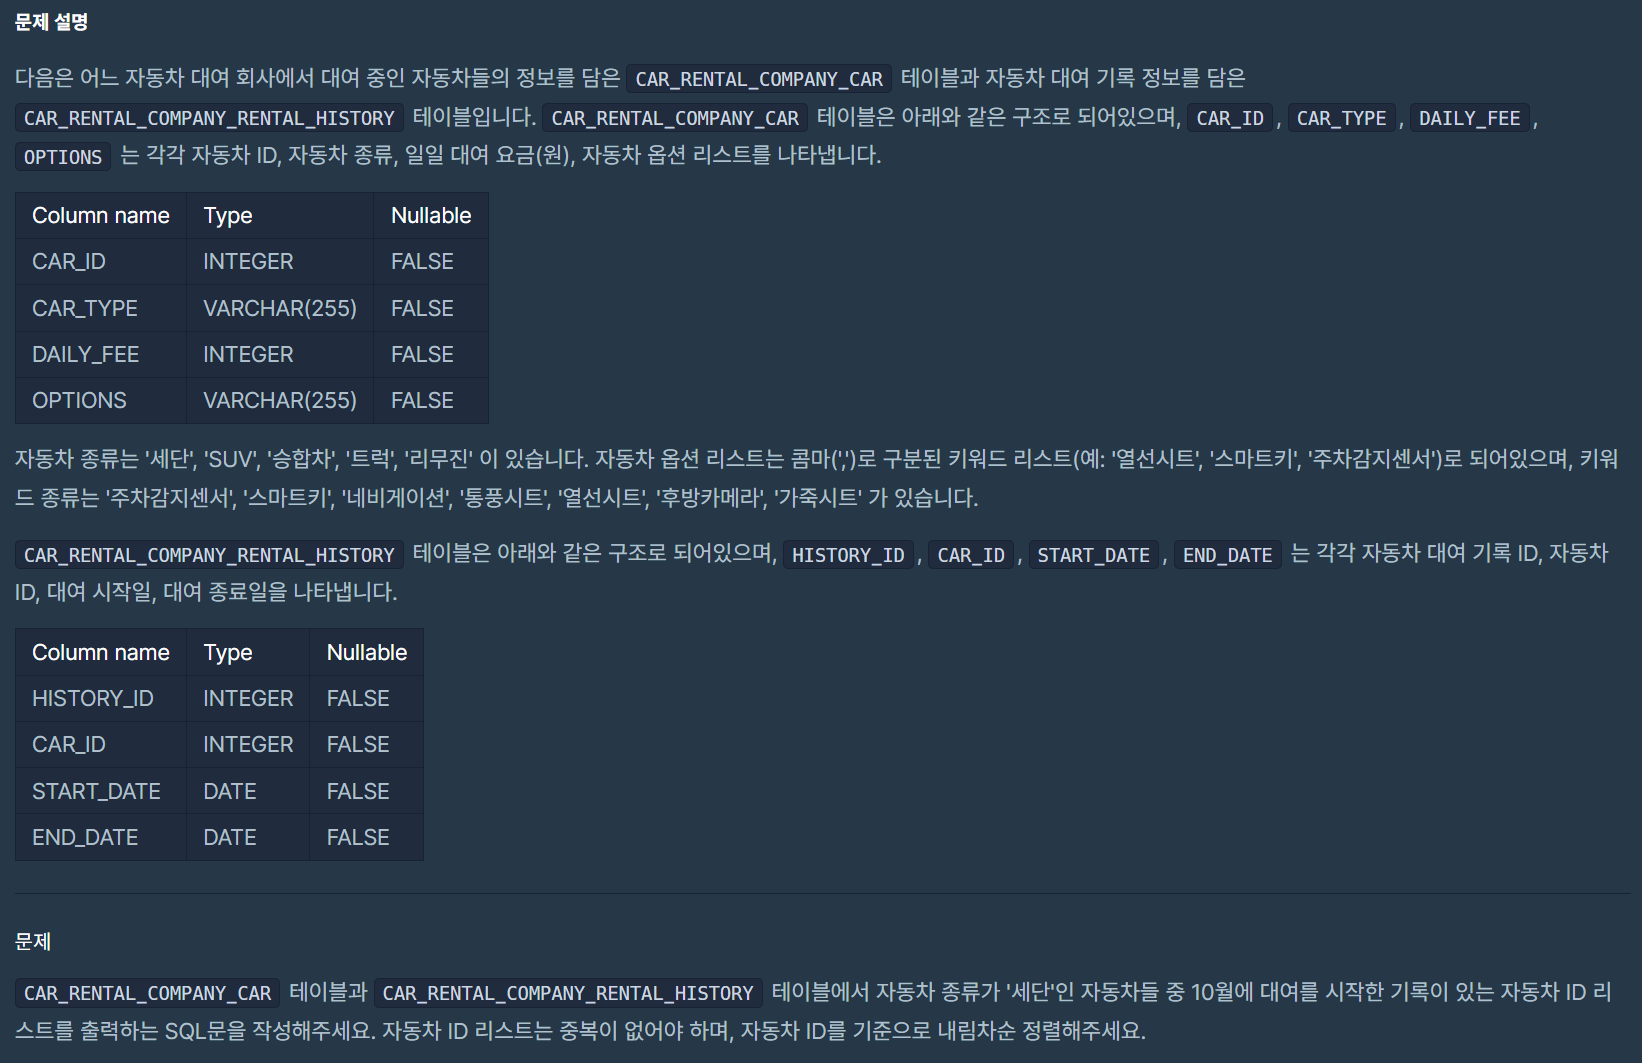 문제 설명
다음은 어느 자동차 대여 회사에서 대여 중인 자동차들의 정보를 담은 CAR_RENTAL_COMPANY_CAR 테이블과 자동차 대여 기록 정보를 담은
CAR_RENTAL_COMPANY_RENTAL_HISTORY 테이블입니다. CAR_RENTAL_COMPANY_CAR 테이블은 아래와 같은 구조로 되어있으며, CAR_ID, CAR_TYPE, DAILY_FEE,
OPTIONS 는 각각 자동차 ID, 자동차 종류, 일일 대여 요금(원), 자동차 옵션 리스트를 나타냅니다.
Column name Type Nullable
CAR_ID INTEGER FALSE
CAR_TYPE VARCHAR(255) FALSE
DAILY_FEE INTEGER FALSE
OPTIONS VARCHAR(255) FALSE
자동차 종류는 '세단', 'SUV', '승합차', '트럭', '리무진' 이 있습니다. 자동차 옵션 리스트는 콤마(',')로 구분된 키워드 리스트(예: '열선시트', '스마트키', '주차감지센서')로 되어있으며, 키워
드 종류는 '주차감지센서', '스마트키', '네비게이션', '통풍시트', '열선시트', '후방카메라', '가죽시트' 가 있습니다.
CAR_RENTAL_COMPANY_RENTAL_HISTORY 테이블은 아래와 같은 구조로 되어있으며, HISTORY_ID, CAR_ID, START_DATE, END_DATE 는 각각 자동차 대여 기록 ID, 자동차
ID, 대여 시작일, 대여 종료일을 나타냅니다.
Column name Type Nullable
HISTORY_ID INTEGER FALSE
CAR_ID INTEGER FALSE
START_DATE DATE FALSE
END_DATE DATE FALSE
문제
CAR_RENTAL_COMPANY_CAR 테이블과 CAR_RENTAL_COMPANY_RENTAL_HISTORY 테이블에서 자동차 종류가 '세단'인 자동차들 중 10월에 대여를 시작한 기록이 있는 자동차 ID 리
스트를 출력하는 SQL문을 작성해주세요. 자동차 ID 리스트는 중복이 없어야 하며, 자동차 ID를 기준으로 내림차순 정렬해주세요.